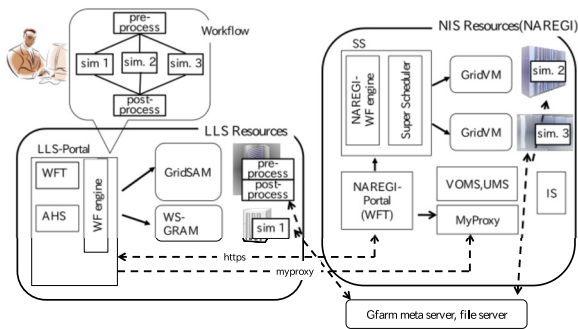 pre-
process
Workflow
sim 1
sim. 2
sim. 3
post-
process
LLS Resources
LLS-Portal
WFT
AHS
WF engine
GridSAM
WS-
GRAM
pre-
process
post-
process
sim 1
NIS Resources(NAREGI)
SS
NAREGI-
WF engine
Super Scheduler
GridVM
GridVM
sim. 2
sim. 3
NAREGI-
Portal
(WFT)
VOMS,UMS
MyProxy
IS
https
myproxy
Gfarm meta server, file server